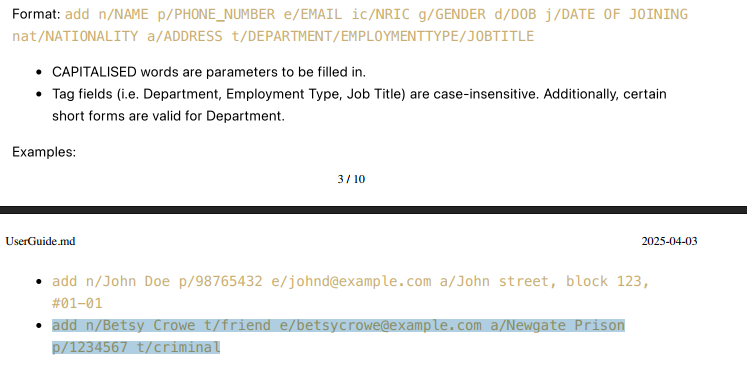 Format: add n/NAME p/PHONE_NUMBER e/EMAIL ic/NRIC g/GENDER d/DOB j/DATE OF JOINING
nat/NATIONALITY a/ADDRESS t/DEPARTMENT/EMPLOYMENTTYPE/JOBTITLE
• CAPITALISED words are parameters to be filled in.
• Tag fields (i.e. Department, Employment Type, Job Title) are case-insensitive. Additionally, certain
short forms are valid for Department.
Examples:
3 / 10
UserGuide.md 2025-04-03
• add n/John Doe p/98765432 e/johnd@example.com a/John street, block 123,
#01-01
• add n/Betsy Crowe t/friend e/betsycrowe@example.com a/Newgate Prison
p/1234567 t/criminal